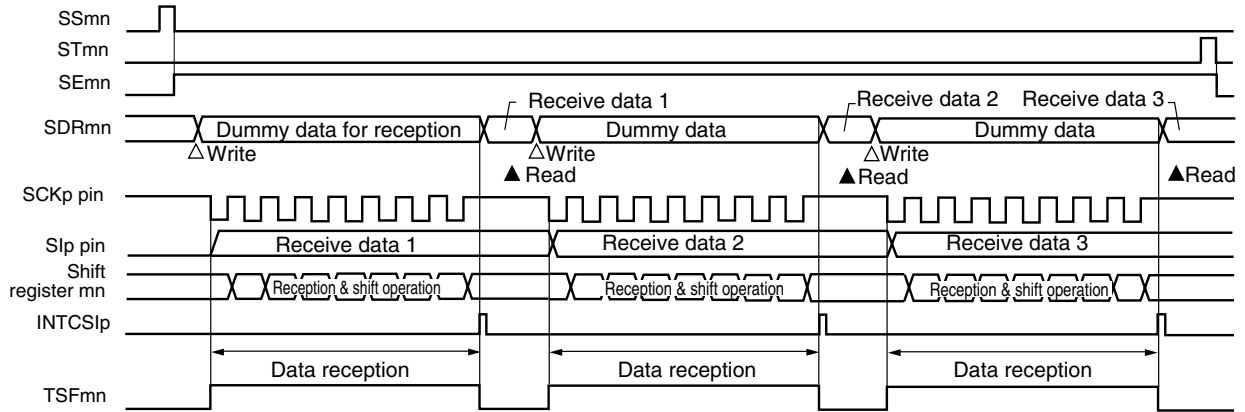 SSmn
STmn
SEmn
Receive data 1
Receive data 2
Receive data 3
SDRmn
Dummy data for reception
Dummy data
Dummy data
△Write
△Write
△Write
▲Read
▲Read
▲Read
SCKp pin
SIp pin
Receive data 1
Receive data 2
Receive data 3
Shift
register mn
Reception & shift operation
Reception & shift operation
Reception & shift operation
INTCSIp
Data reception
Data reception
Data reception
TSFmn